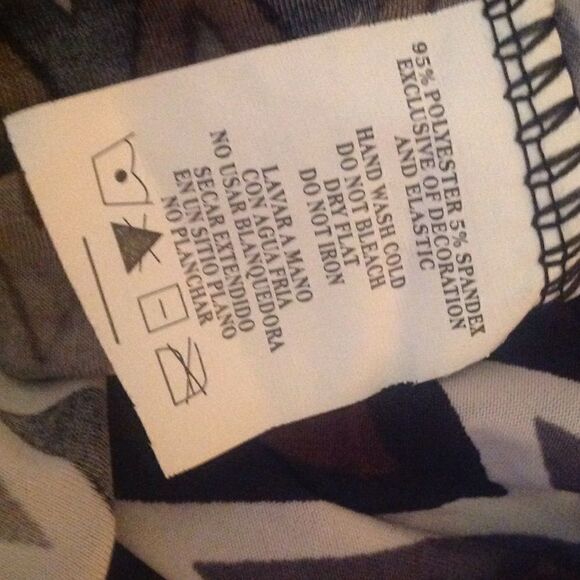 95% POLYESTER 5% SPANDEX
EXCLUSIVE OF DECORATION
AND ELASTIC
HAND WASH COLD
DO NOT BLEACH
DRY FLAT
DO NOT IRON
LAVAR A MANO
CON AGUA FRIA
NO USAR BLANQUEDORA
SECAR EXTENDIDO
EN UN SITIO PLANO
NO PLANCHAR